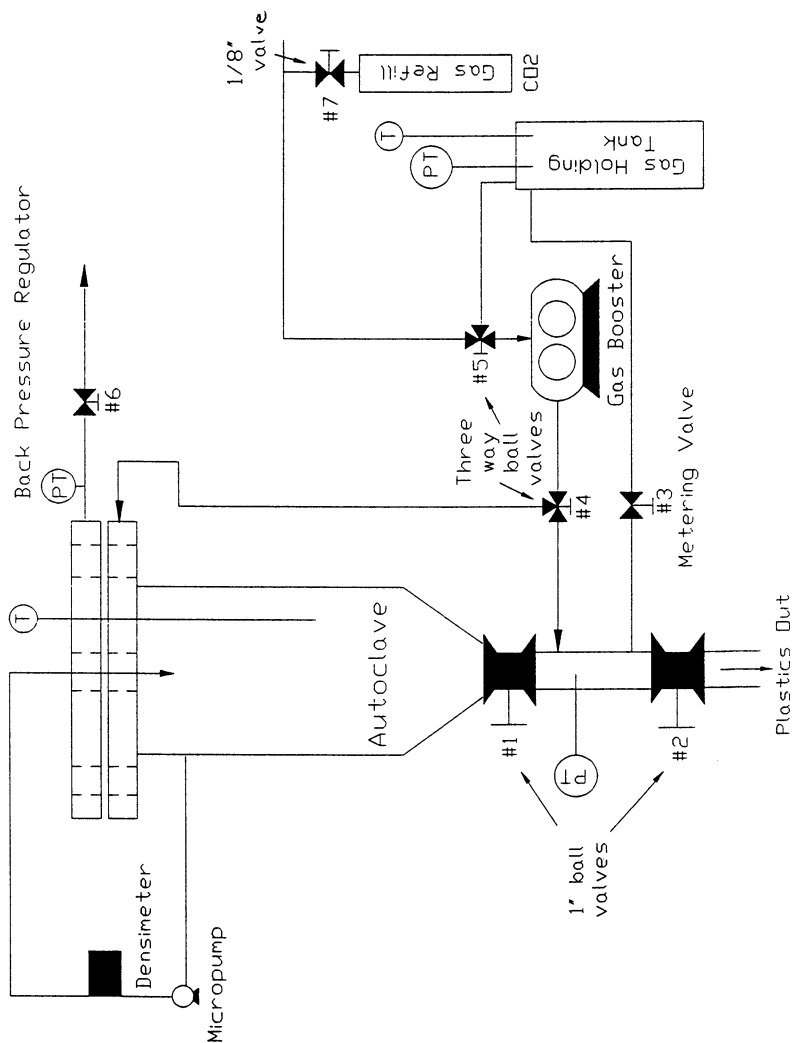 Back Pressure Regulator
PT
#6
T
Autoclave
Densimeter
Micropump
1/8"
valve
#7
Gas Refill
CO2
T
PT
Gas Holding
Tank
#5
Gas Booster
Three
way
ball
valves
#4
#3
Metering Valve
#1
PT
#2
1" ball
valves
Plastics Out